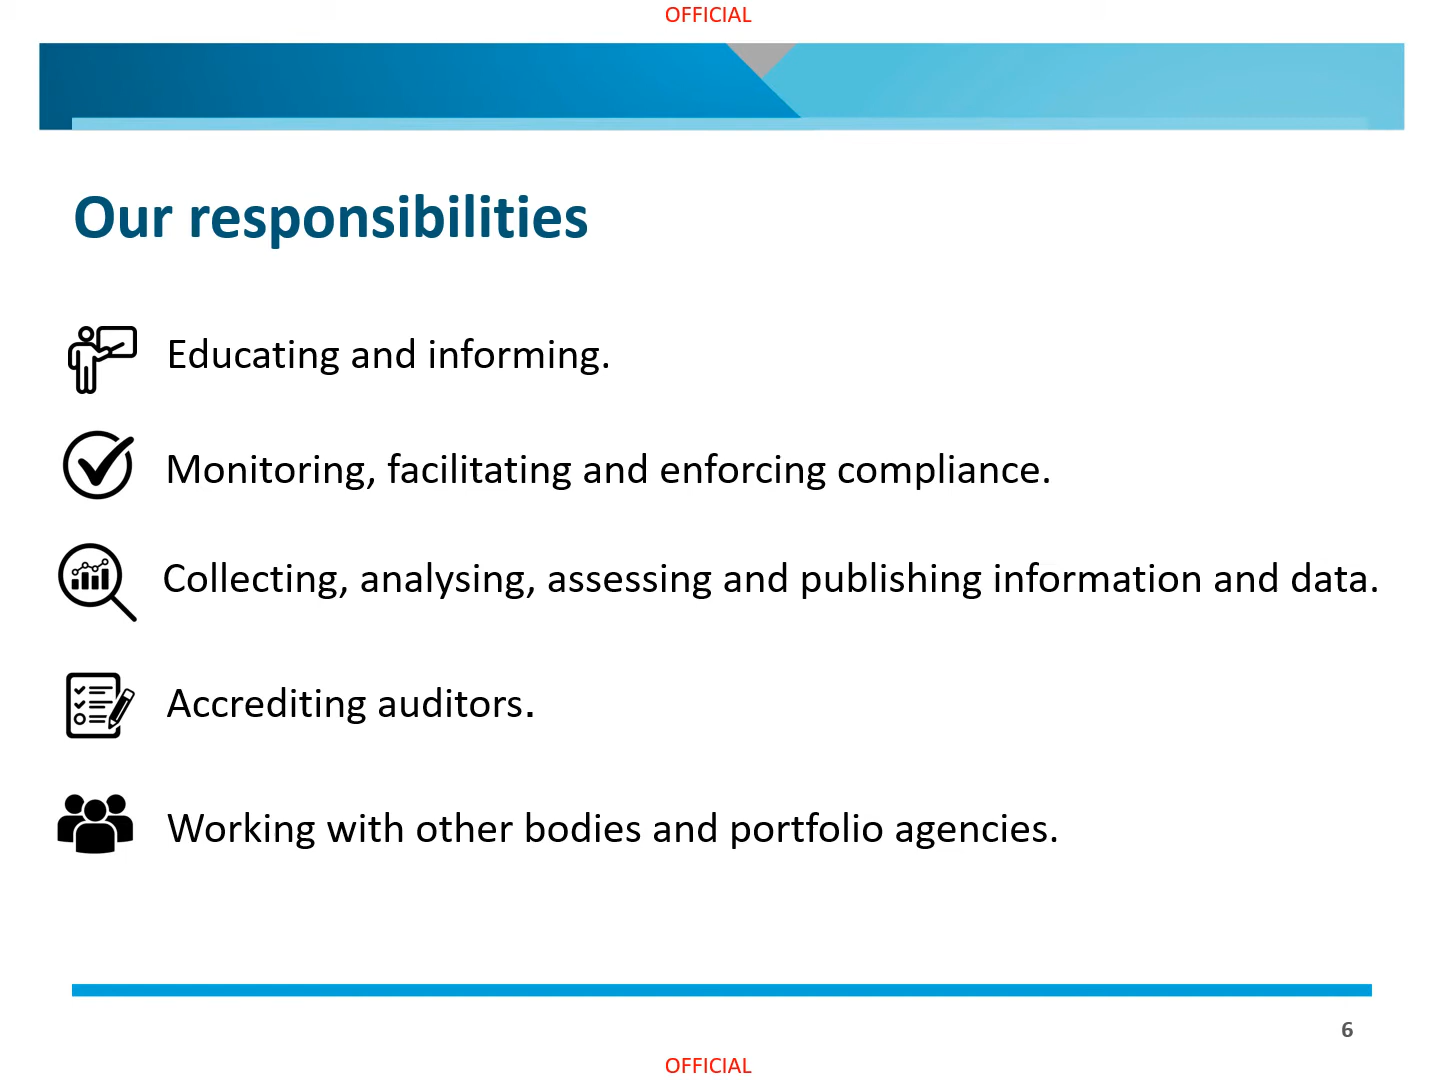 OFFICIAL
Our responsibilities
Educating and informing.
Monitoring, facilitating and enforcing compliance.
Collecting, analysing, assessing and publishing information and data.
Accrediting auditors.
Working with other bodies and portfolio agencies.
6
OFFICIAL